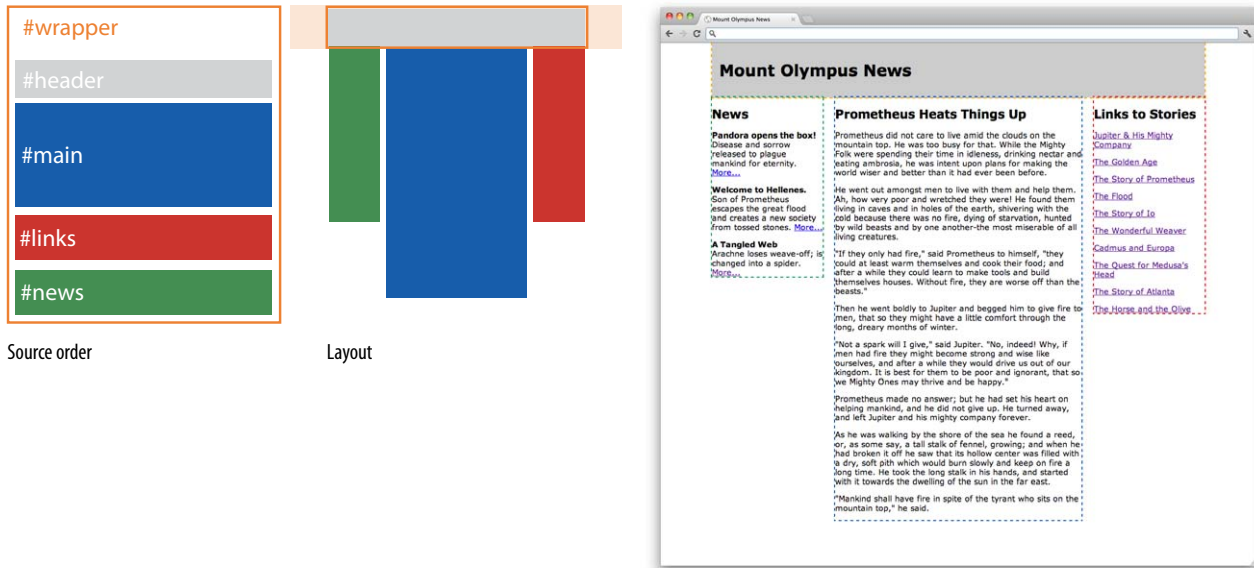 #wrapper
#header
#main
#links
#news
Source order
Layout
Mount Olympus News
Mount Olympus News
News
Pandora opens the box!
Disease and sorrow
released to plague
mankind for eternity.
More...
Welcome to Hellenes.
Son of Prometheus
escapes the great flood
and creates a new society
from tossed stones. More...
A Tangled Web
Arachne loses weave-off; is
changed into a spider.
More...
Prometheus Heats Things Up
Prometheus did not care to live amid the clouds on the
mountain top. He was too busy for that. While the Mighty
Folk were spending their time in idleness, drinking nectar and
eating ambrosia, he was intent upon plans for making the
world wiser and better than it had ever been before.
He went out amongst men to live with them and help them.
Ah, how very poor and wretched they were! He found them
living in caves and in holes of the earth, shivering with the
cold because there was no fire, dying of starvation, hunted
by wild beasts and by one another-the most miserable of all
living creatures.
"If they only had fire," said Prometheus to himself, "they
could at least warm themselves and cook their food; and
after a while they could learn to make tools and build
themselves houses. Without fire, they are worse off than the
beasts."
Then he went boldly to Jupiter and begged him to give fire to
men, that so they might have a little comfort through the
long, dreary months of winter.
"Not a spark will I give," said Jupiter. "No, indeed! Why, if
men had fire they might become strong and wise like
ourselves, and after a while they would drive us out of our
kingdom. It is best for them to be poor and ignorant, that so
we Mighty Ones may thrive and be happy."
Prometheus made no answer; but he had set his heart on
helping mankind, and he did not give up. He turned away,
and left Jupiter and his mighty company forever.
As he was walking by the shore of the sea he found a reed,
or, as some say, a tall stalk of fennel, growing; and when he
had broken it off he saw that its hollow center was filled with
a dry, soft pith which would burn slowly and keep on fire a
long time. He took the long stalk in his hands, and started
with it towards the dwelling of the sun in the far east.
"Mankind shall have fire in spite of the tyrant who sits on the
mountain top," he said.
Links to Stories
Jupiter & His Mighty
Company
The Golden Age
The Story of Prometheus
The Flood
The Story of Io
The Wonderful Weaver
Cadmus and Europa
The Quest for Medusa's
Head
The Story of Atlanta
The Horse and the Olive